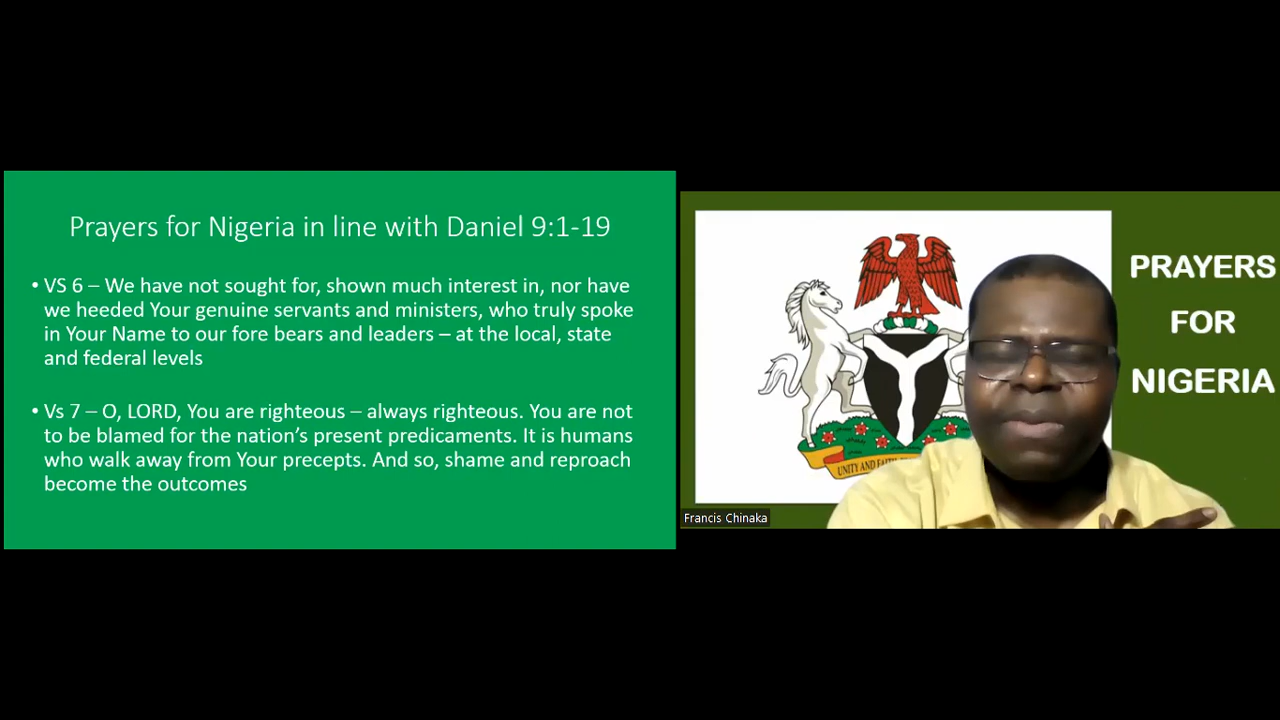 Prayers for Nigeria in line with Daniel 9:1-19
• VS 6 – We have not sought for, shown much interest in, nor have
we heeded Your genuine servants and ministers, who truly spoke
in Your Name to our fore bears and leaders – at the local, state
and federal levels
• Vs 7 – O, LORD, You are righteous – always righteous. You are not
to be blamed for the nation’s present predicaments. It is humans
who walk away from Your precepts. And so, shame and reproach
become the outcomes
PRAYERS
FOR
NIGERIA
UNITY AND FAITH
Francis Chinaka